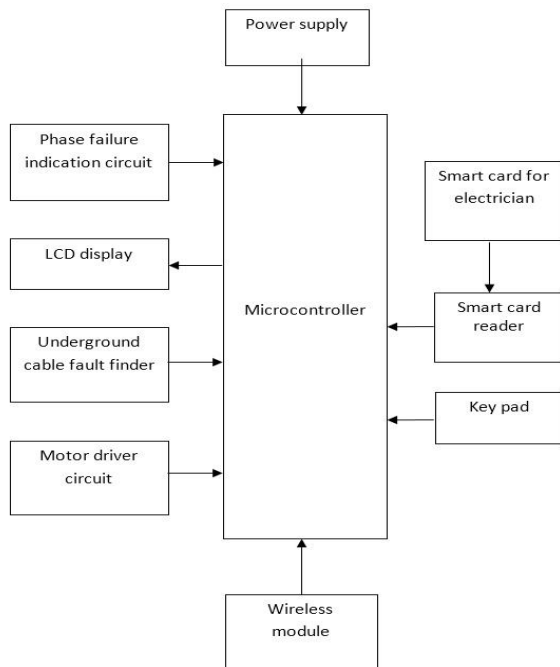 Power supply
Phase failure
indication circuit
Smart card for
electrician
LCD display
Microcontroller
Smart card
reader
Underground
cable fault finder
Key pad
Motor driver
circuit
Wireless
module